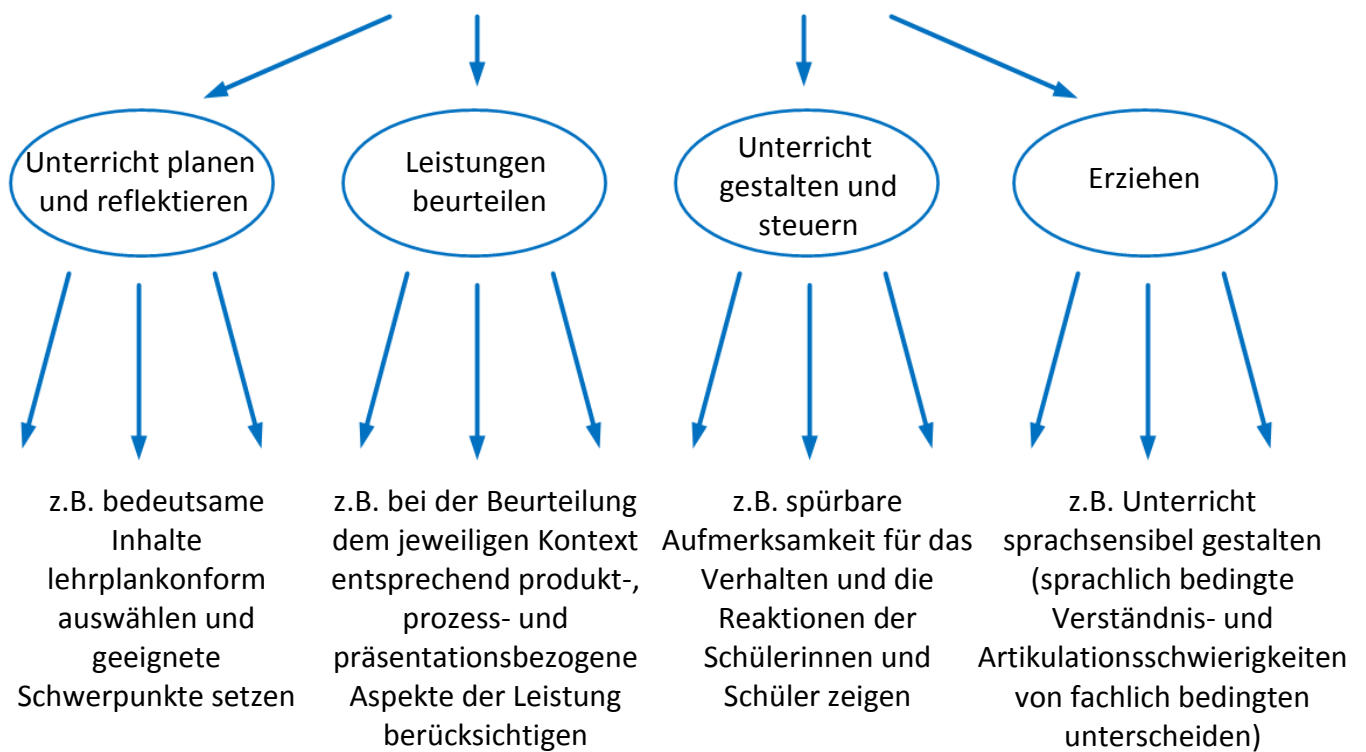 Unterricht planen
und reflektieren
Leistungen
beurteilen
Unterricht
gestalten und
steuern
Erziehen
z.B. bedeutsame
Inhalte
lehrplankonform
auswählen und
geeignete
Schwerpunkte setzen
z.B. bei der Beurteilung
dem jeweiligen Kontext
entsprechend produkt-,
prozess- und
präsentationsbezogene
Aspekte der Leistung
berücksichtigen
z.B. spürbare
Aufmerksamkeit für das
Verhalten und die
Reaktionen der
Schülerinnen und
Schüler zeigen
z.B. Unterricht
sprachsensibel gestalten
(sprachlich bedingte
Verständnis- und
Artikulationsschwierigkeiten
von fachlich bedingten
unterscheiden)